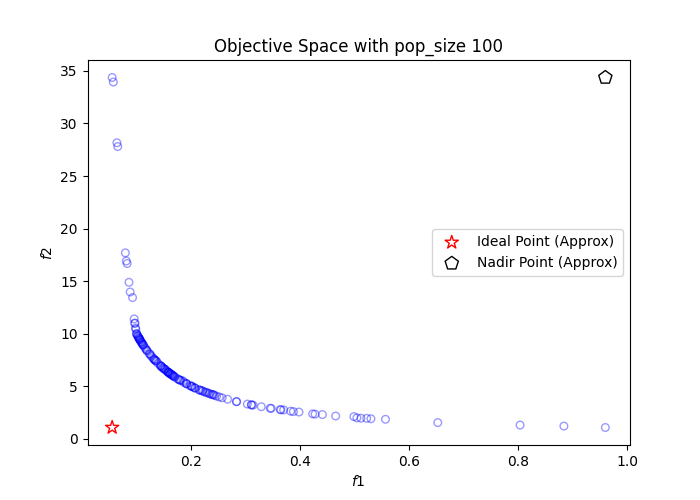 Objective Space with pop_size 100
35
30
25
20
15
10
5
0
f2
Ideal Point (Approx)
Nadir Point (Approx)
0.2
0.4
0.6
0.8
1.0
f1